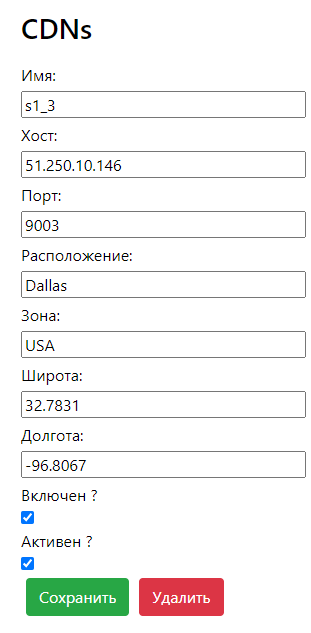 CDNs
Имя:
s1_3
Хост:
51.250.10.146
Порт:
9003
Расположение:
Dallas
Зона:
USA
Широта:
32.7831
Долгота:
-96.8067
Включен ?
Активен ?
Сохранить Удалить